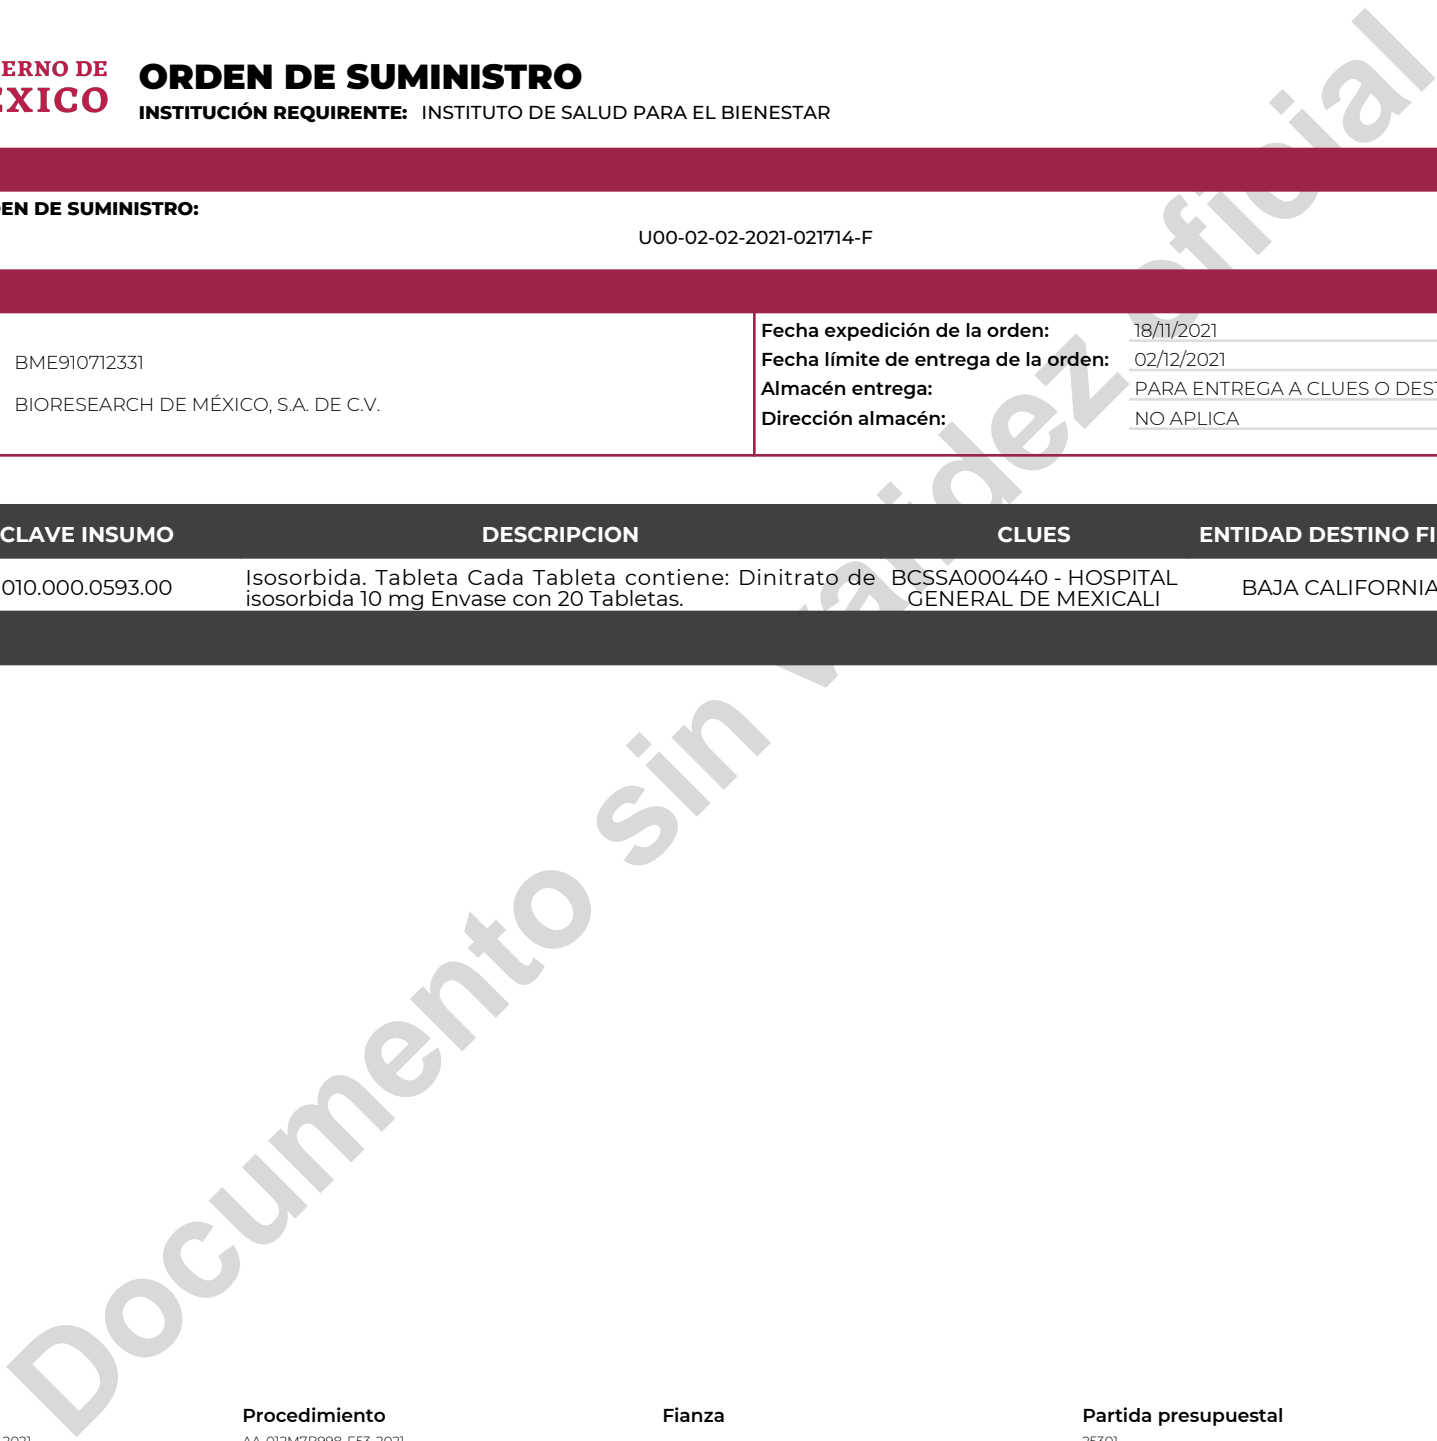 ERNO DE
XICO
ORDEN DE SUMINISTRO
INSTITUCIÓN REQUIRENTE: INSTITUTO DE SALUD PARA EL BIENESTAR
EN DE SUMINISTRO:
U00-02-02-2021-021714-F
BME910712331
BIORESEARCH DE MÉXICO, S.A. DE C.V.
Fecha expedición de la orden: 18/11/2021
Fecha límite de entrega de la orden: 02/12/2021
Almacén entrega: PARA ENTREGA A CLUES O DEST
Dirección almacén: NO APLICA
CLAVE INSUMO DESCRIPCION CLUES ENTIDAD DESTINO FI
010.000.0593.00 Isosorbida. Tableta Cada Tableta contiene: Dinitrato de BCSSA000440 - HOSPITAL BAJA CALIFORNIA
isosorbida 10 mg Envase con 20 Tabletas. GENERAL DE MEXICALI
Documento sin validez oficial
Procedimiento Fianza Partida presupuestal
2021 25301